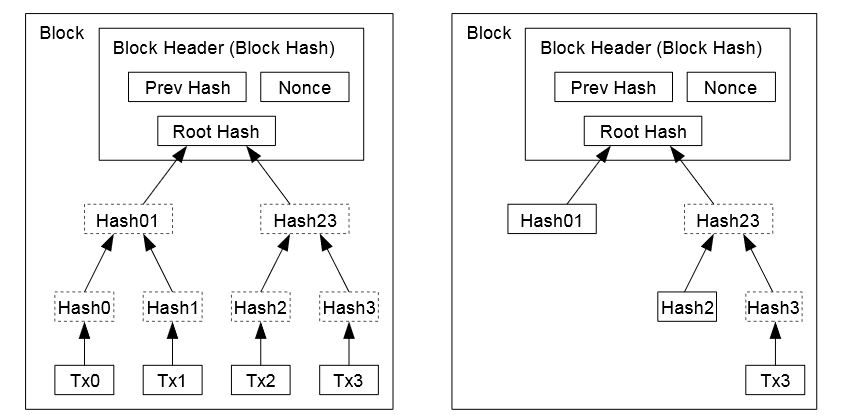 Block
Block Header (Block Hash)
Prev Hash
Nonce
Root Hash
Hash01
Hash23
Hash0
Hash1
Hash2
Hash3
Tx0
Tx1
Tx2
Tx3
Block
Block Header (Block Hash)
Prev Hash
Nonce
Root Hash
Hash01
Hash23
Hash2
Hash3
Tx3